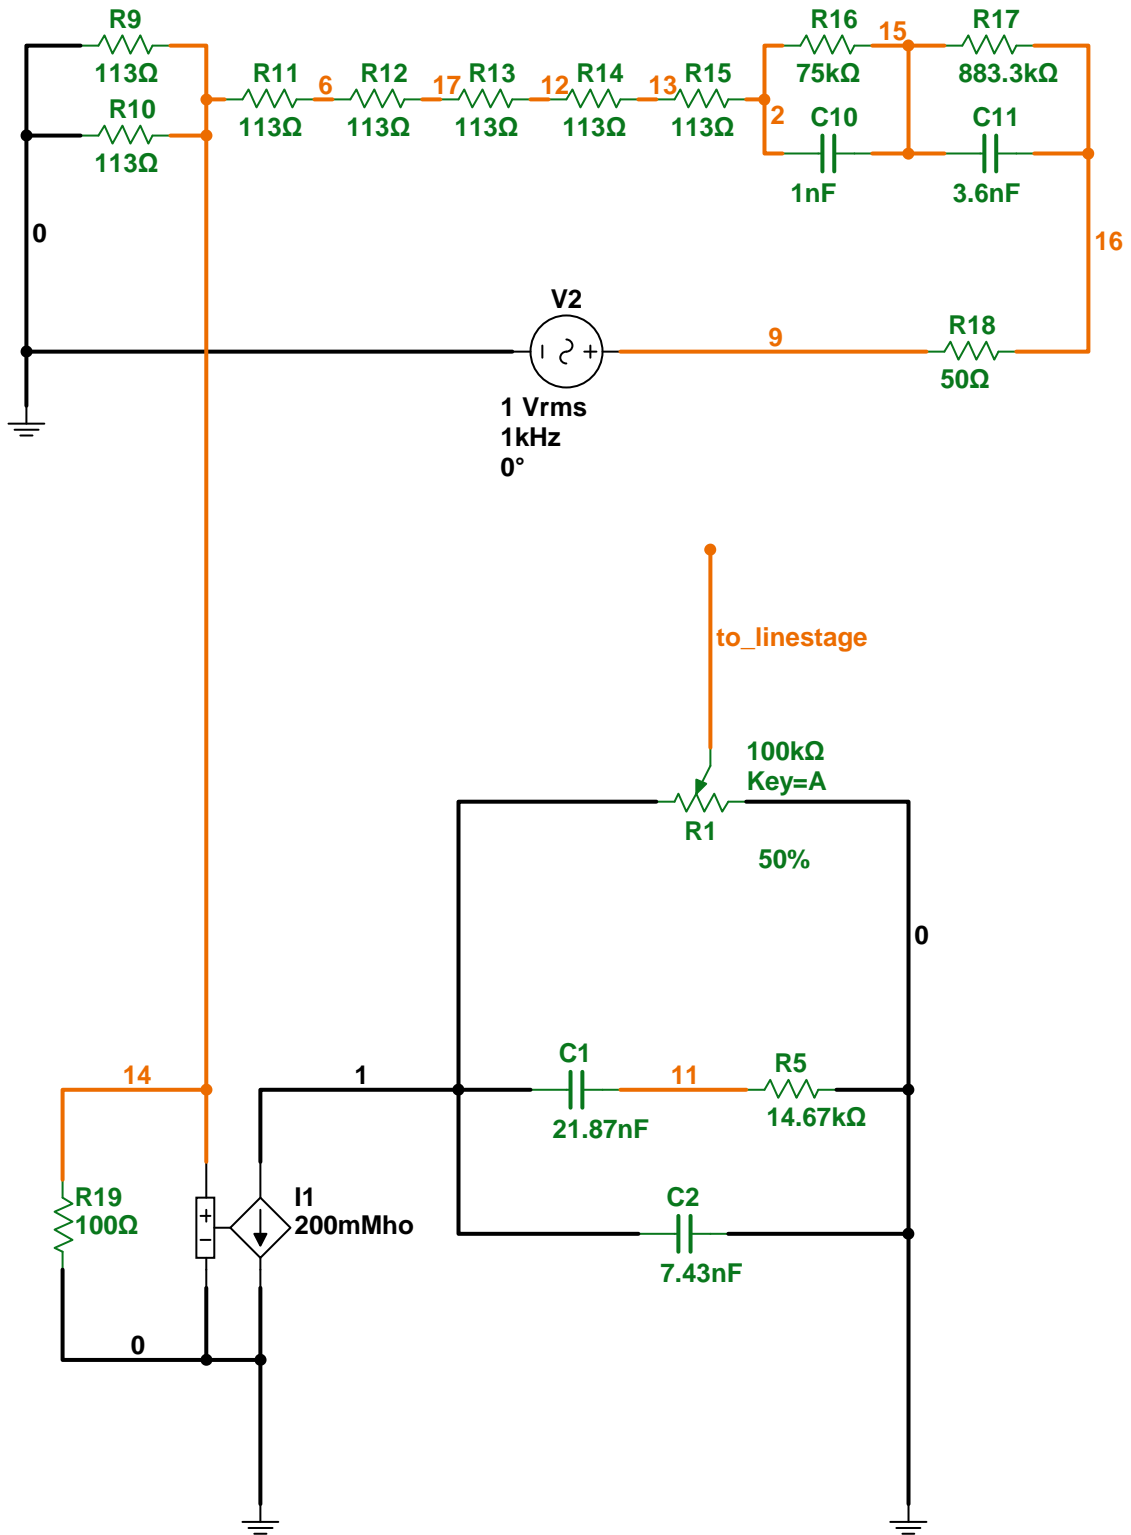 R9
113Ω
R10
113Ω
R11
113Ω
6
R12
113Ω
17
R13
113Ω
12
R14
113Ω
13
R15
113Ω
2
R16
75kΩ
15
R17
883.3kΩ
C10
1nF
C11
3.6nF
0
16
V2
1 Vrms
1kHz
0°
9
R18
50Ω
to_linestage
100kΩ
Key=A
R1
50%
0
14
1
C1
21.87nF
11
R5
14.67kΩ
R19
100Ω
I1
200mMho
C2
7.43nF
0